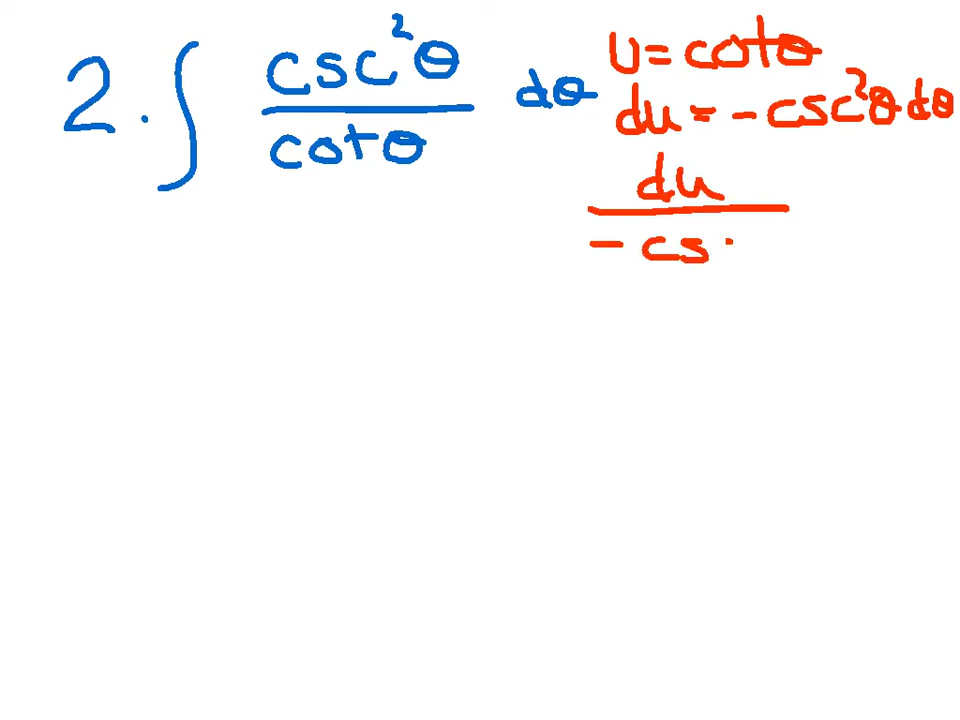 2. ∫ csc²θ / cotθ dθ
u = cotθ
du = -csc²θ dθ
du
- cs